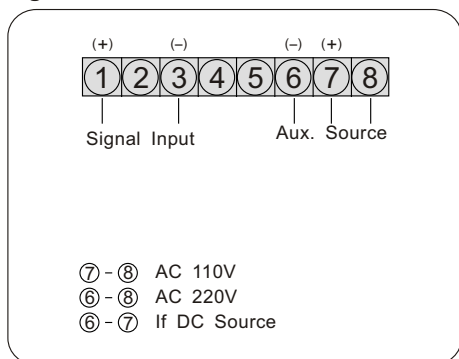 (+) (–) (–) (+)
① ② ③ ④ ⑤ ⑥ ⑦ ⑧
Signal Input Aux. Source
⑦ - ⑧ AC 110V
⑥ - ⑧ AC 220V
⑥ - ⑦ If DC Source